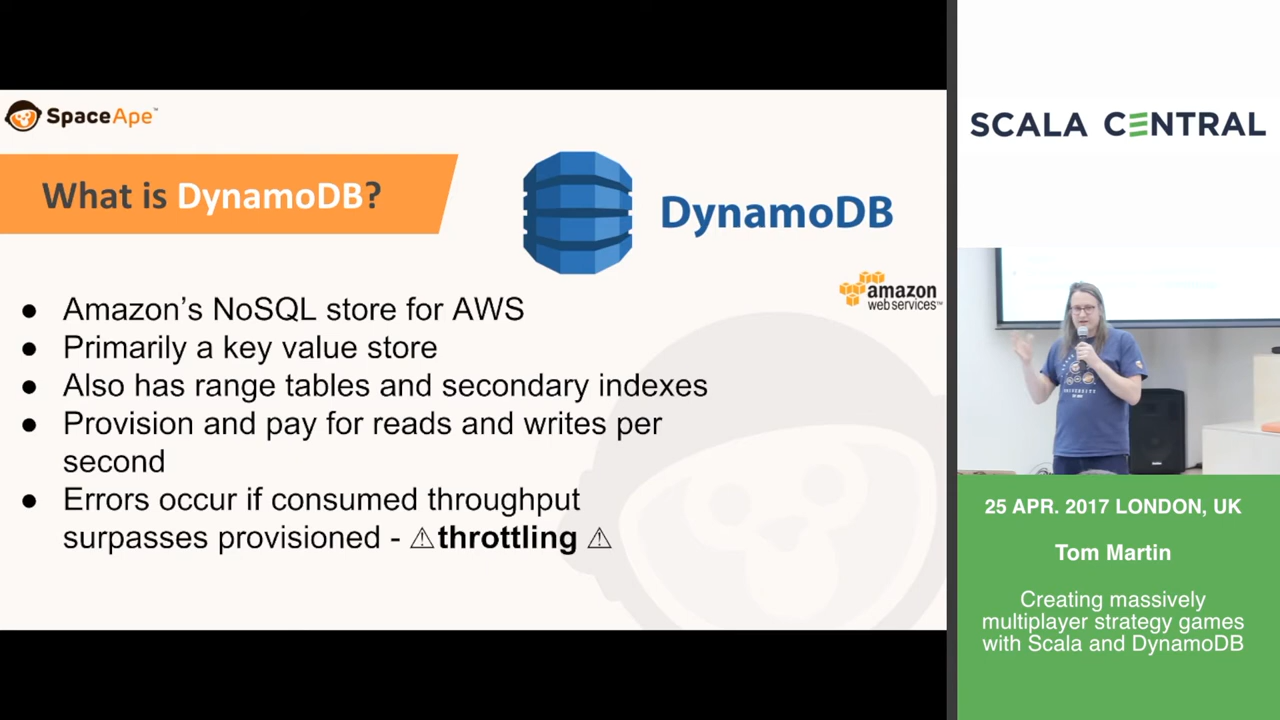 SpaceApe™
What is DynamoDB?
DynamoDB
amazon
webservices™
● Amazon's NoSQL store for AWS
● Primarily a key value store
● Also has range tables and secondary indexes
● Provision and pay for reads and writes per
second
● Errors occur if consumed throughput
surpasses provisioned - ⚠throttling ⚠
SCALA CENTRAL
25 APR. 2017 LONDON, UK
Tom Martin
Creating massively
multiplayer strategy games
with Scala and DynamoDB